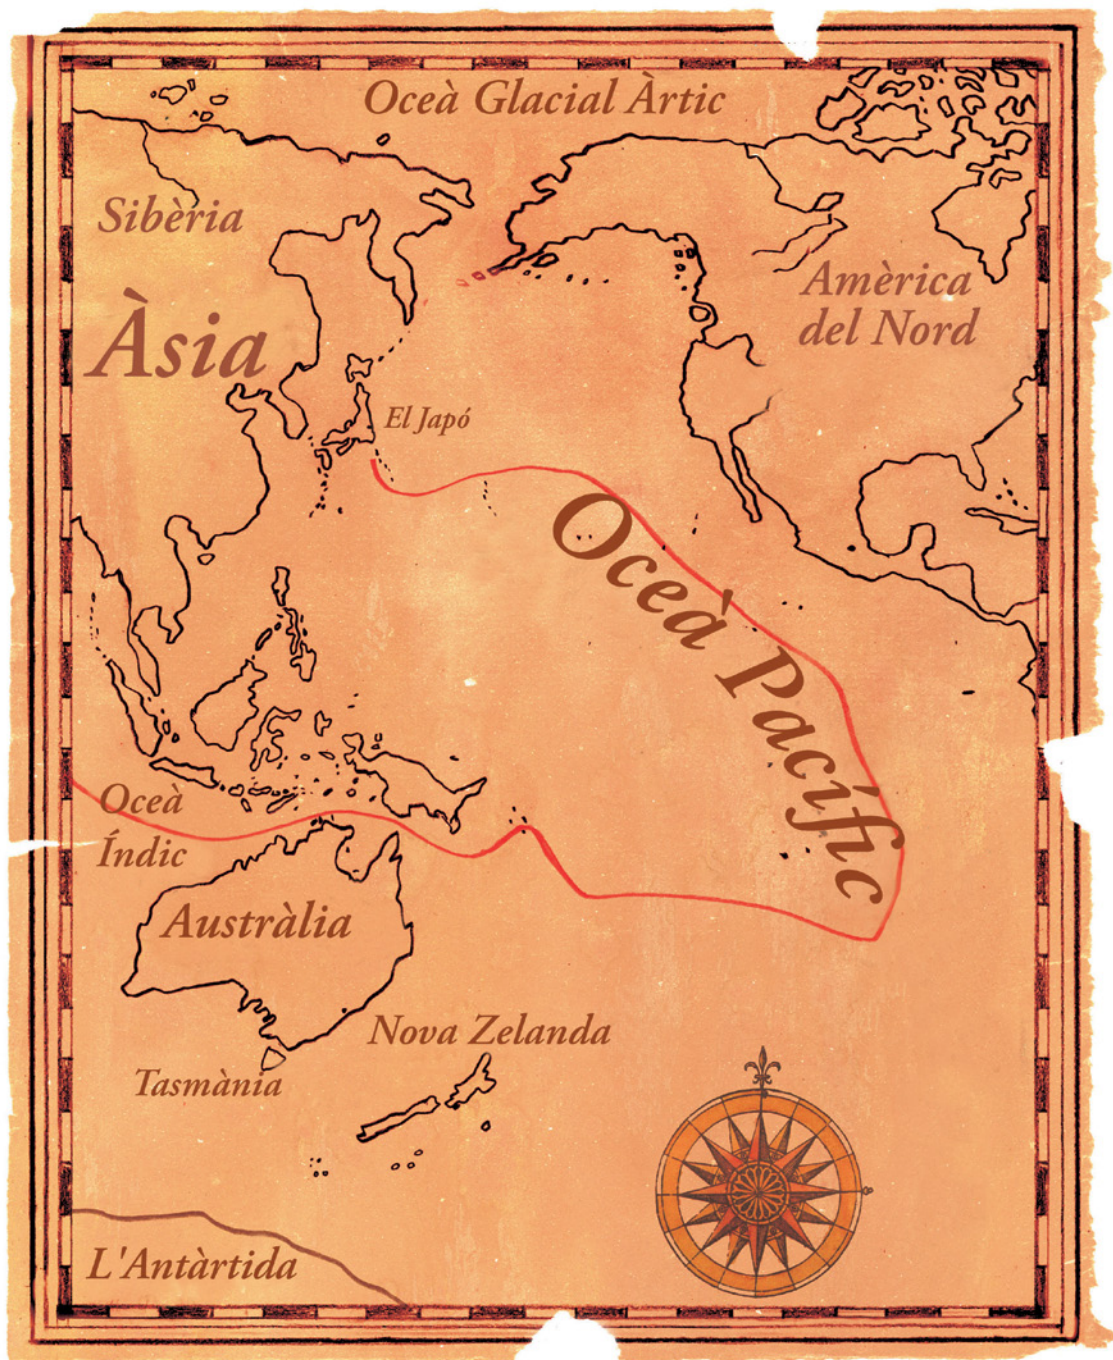 Oceà Glacial Àrtic
Sibèria
Amèrica
del Nord
Àsia
El Japó
Oceà Pacífic
Oceà
Índic
Austràlia
Nova Zelanda
Tasmània
L'Antàrtida